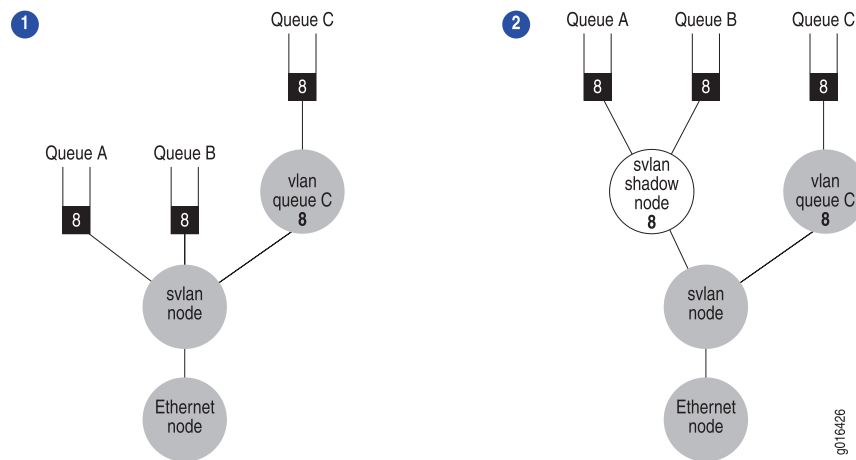 1
Queue C
8
Queue A
Queue B
8
8
vlan
queue C
8
svlan
node
Ethernet
node
2
Queue A
Queue B
Queue C
8
8
8
svlan
shadow
node
8
vlan
queue C
8
svlan
node
Ethernet
node
g016426